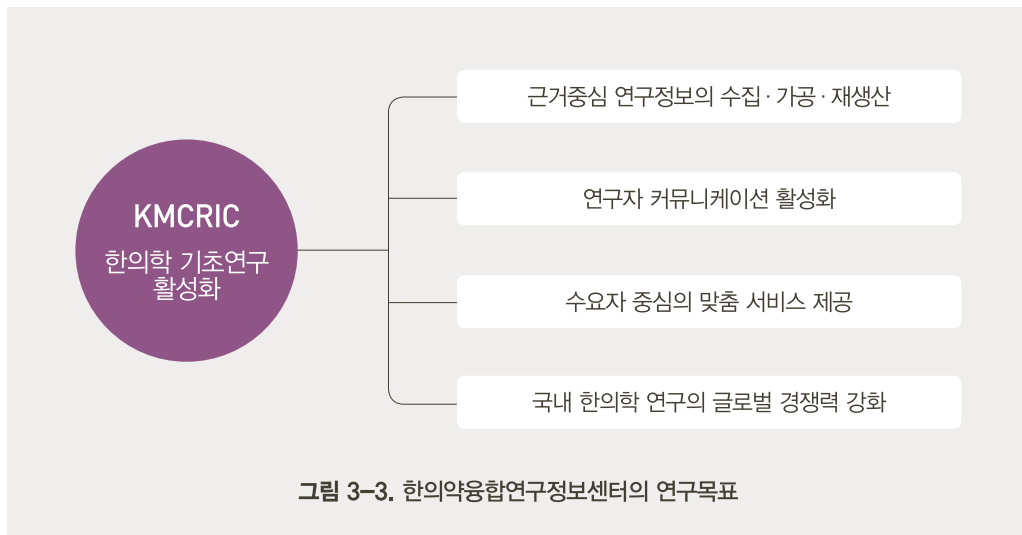 근거중심 연구정보의 수집·가공·재생산
연구자 커뮤니케이션 활성화
KMCRIC
한의학 기초연구
활성화
수요자 중심의 맞춤 서비스 제공
국내 한의학 연구의 글로벌 경쟁력 강화
그림 3-3. 한의약융합연구정보센터의 연구목표